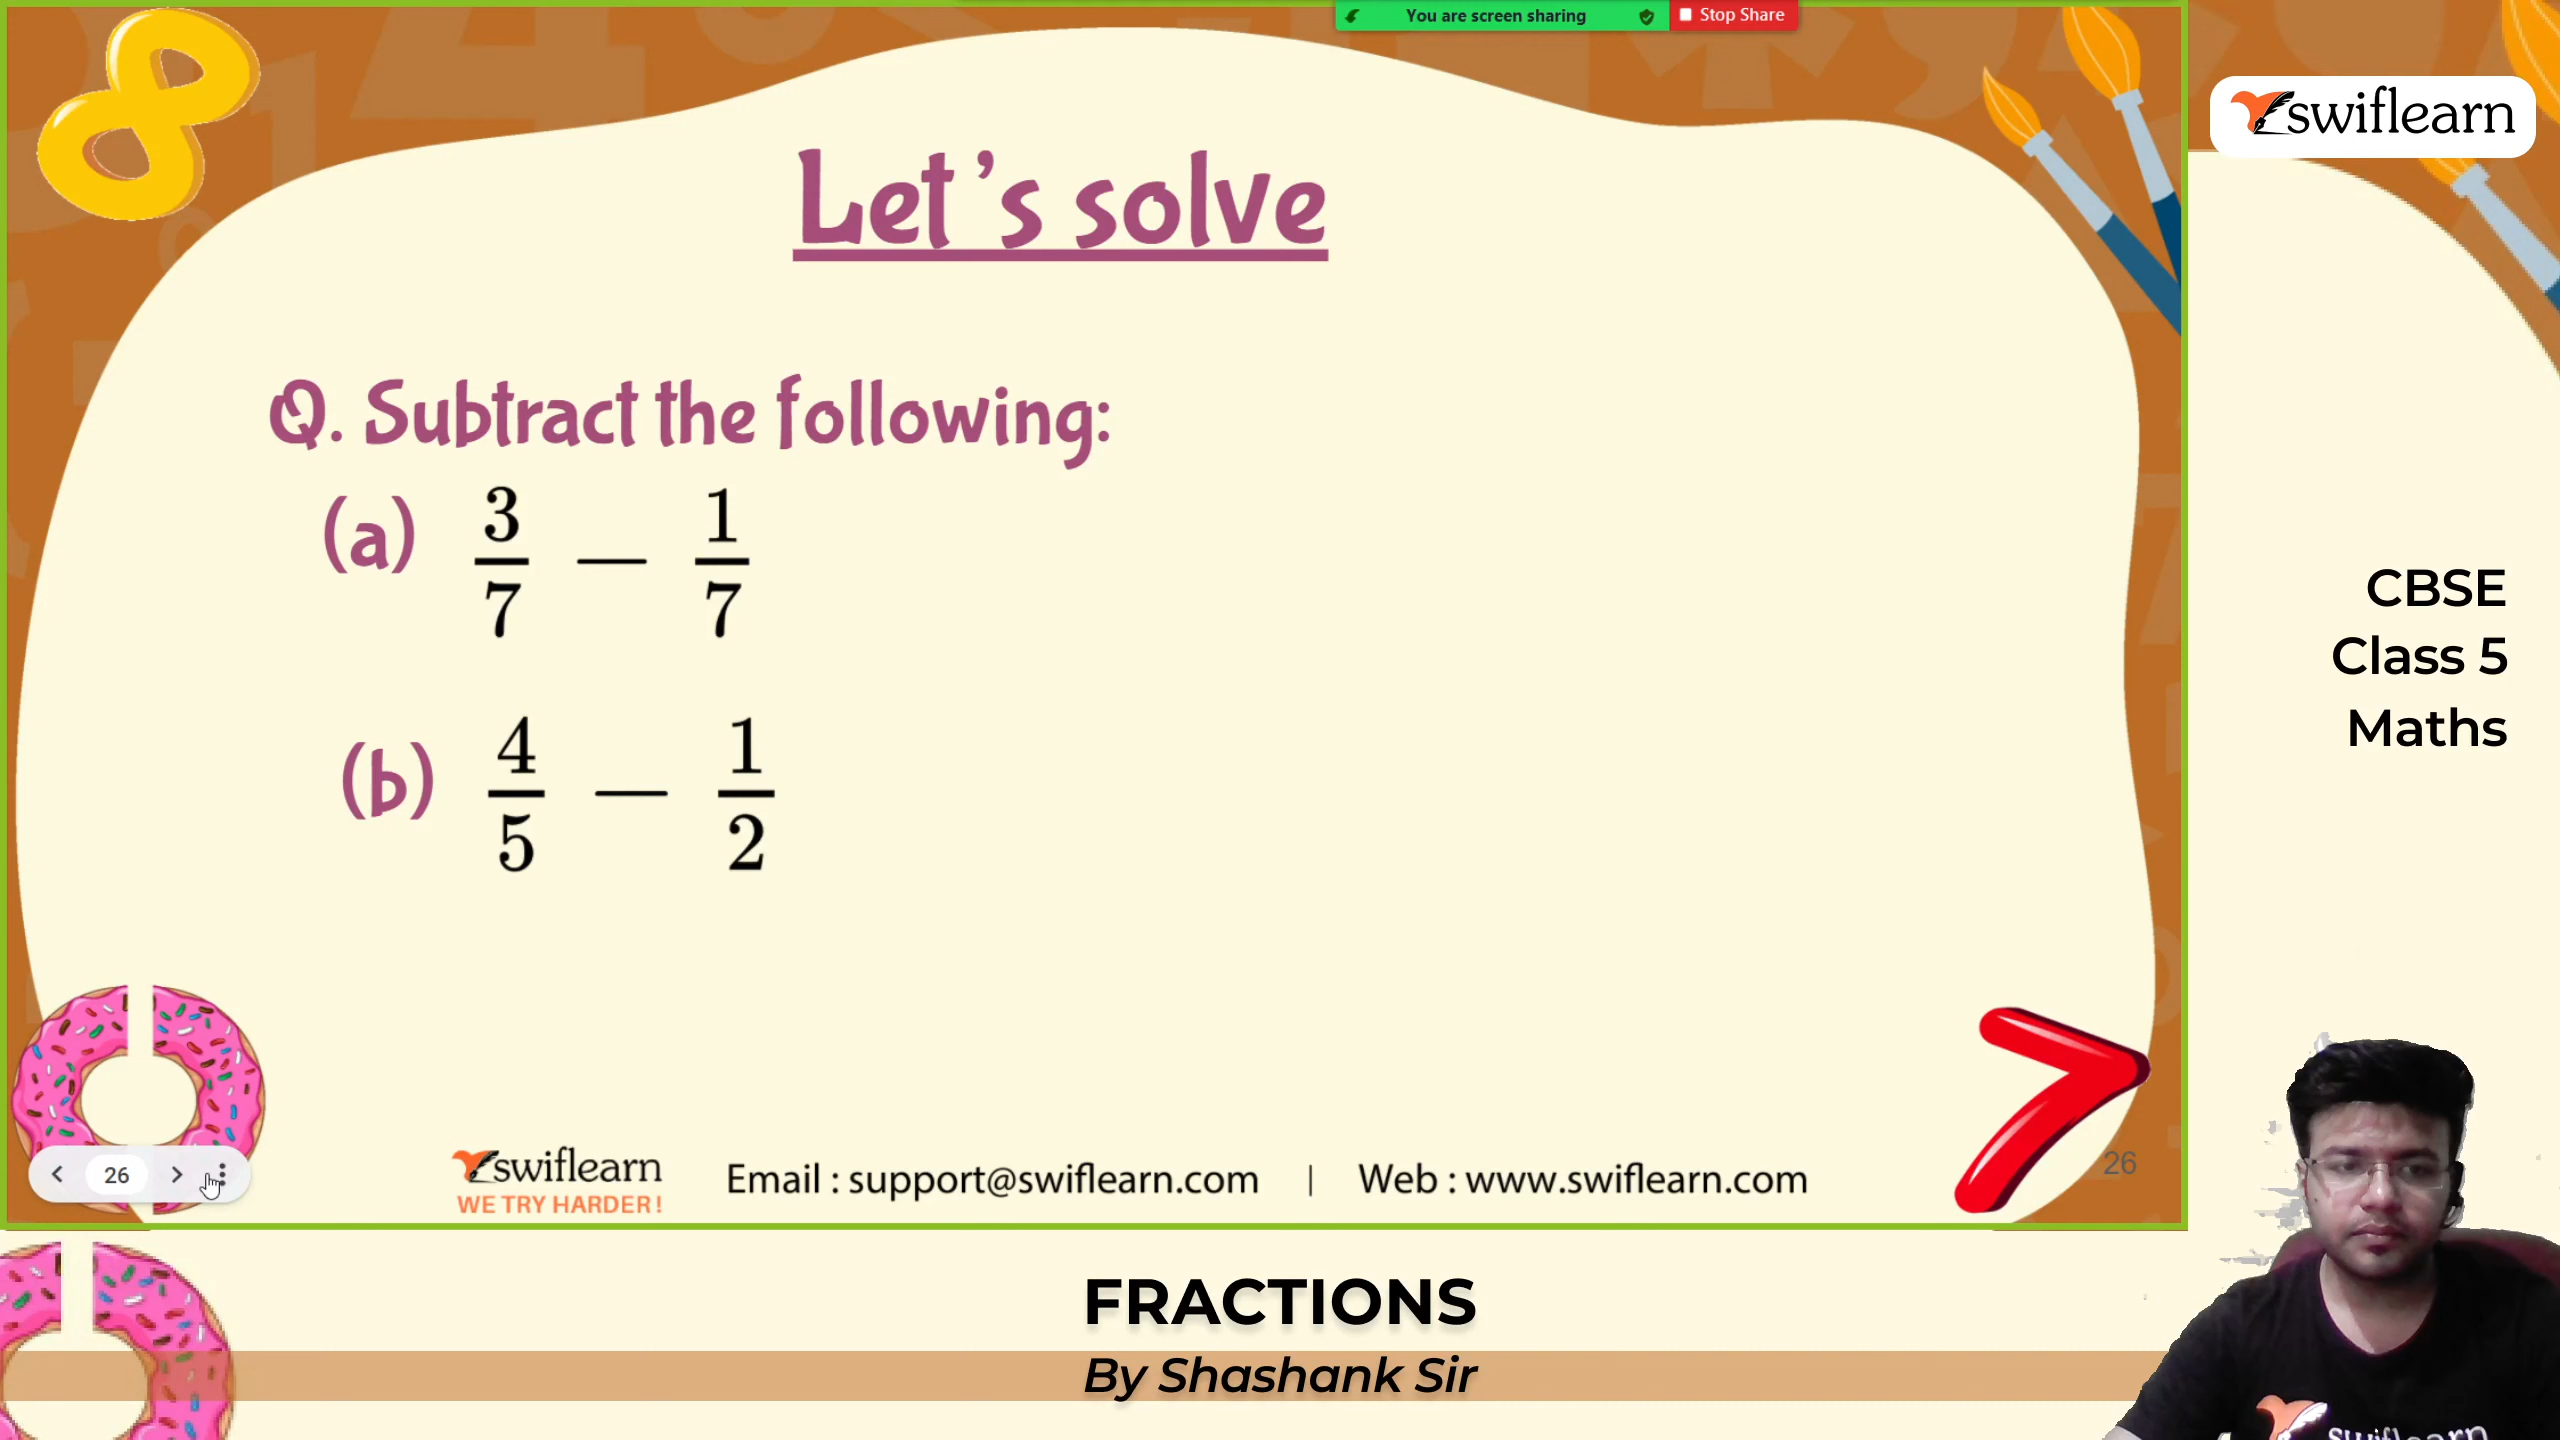 You are screen sharing
Stop Share
swiflearn
Let's solve
Q. Subtract the following:
(a) 3/7 − 1/7
(b) 4/5 − 1/2
CBSE
Class 5
Maths
26
26
swiflearn
WE TRY HARDER !
Email : support@swiflearn.com | Web : www.swiflearn.com
FRACTIONS
By Shashank Sir
swiflearn